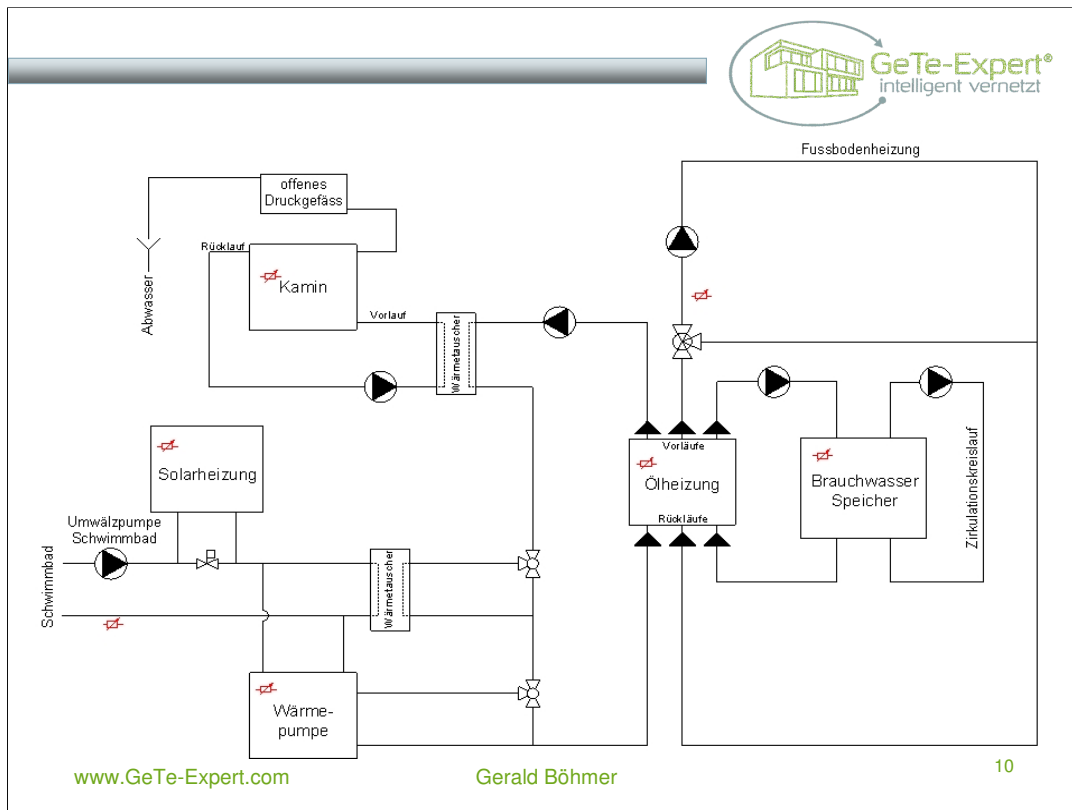 GeTe-Expert®
intelligent vernetzt
Fussbodenheizung
offenes
Druckgefäss
Rücklauf
Kamin
Abwasser
Vorlauf
Wärmetauscher
Solarheizung
Vorläufe
Ölheizung
Rückläufe
Brauchwasser
Speicher
Zirkulationskreislauf
Umwälzpumpe
Schwimmbad
Schwimmbad
Wärmetauscher
Wärme-
pumpe
www.GeTe-Expert.com
Gerald Böhmer
10